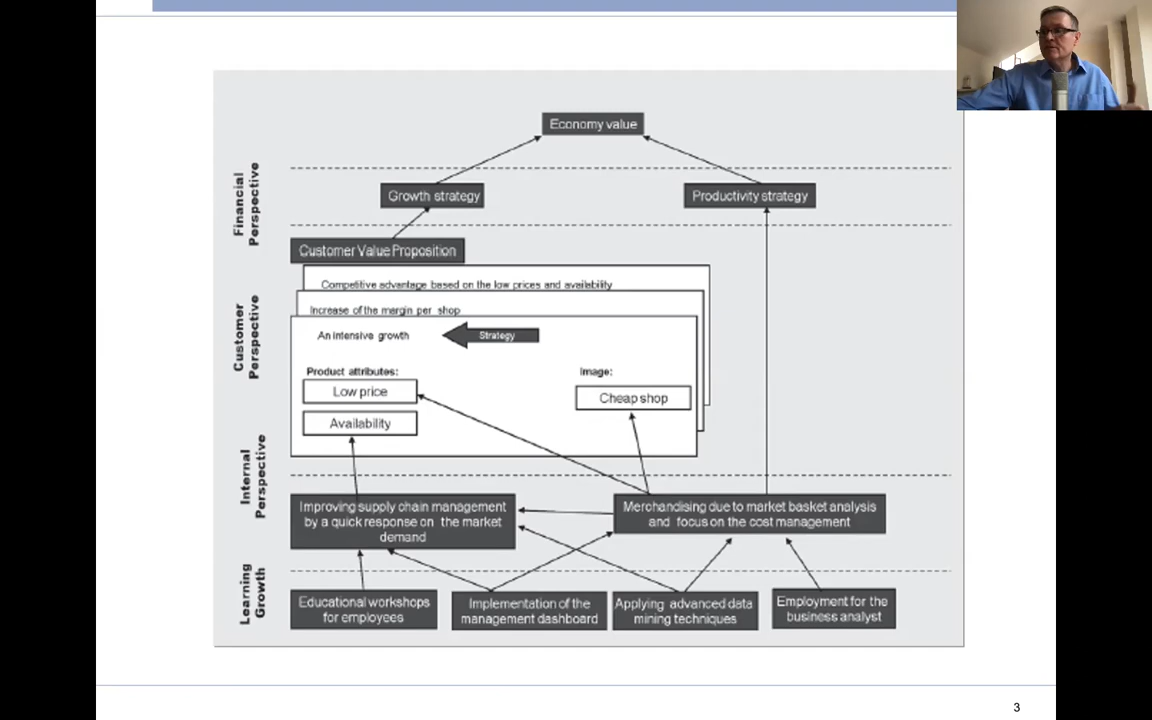 Economy value
Financial
Perspective
Growth strategy
Productivity strategy
Customer Value Proposition
Competitive advantage based on the low prices and availability
Increase of the margin per shop
Customer
Perspective
An intensive growth
Strategy
Product attributes:
Image:
Low price
Cheap shop
Availability
Internal
Perspective
Improving supply chain management
by a quick response on the market
demand
Merchandising due to market basket analysis
and focus on the cost management
Learning
Growth
Educational workshops
for employees
Implementation of the
management dashboard
Applying advanced data
mining techniques
Employment for the
business analyst
3